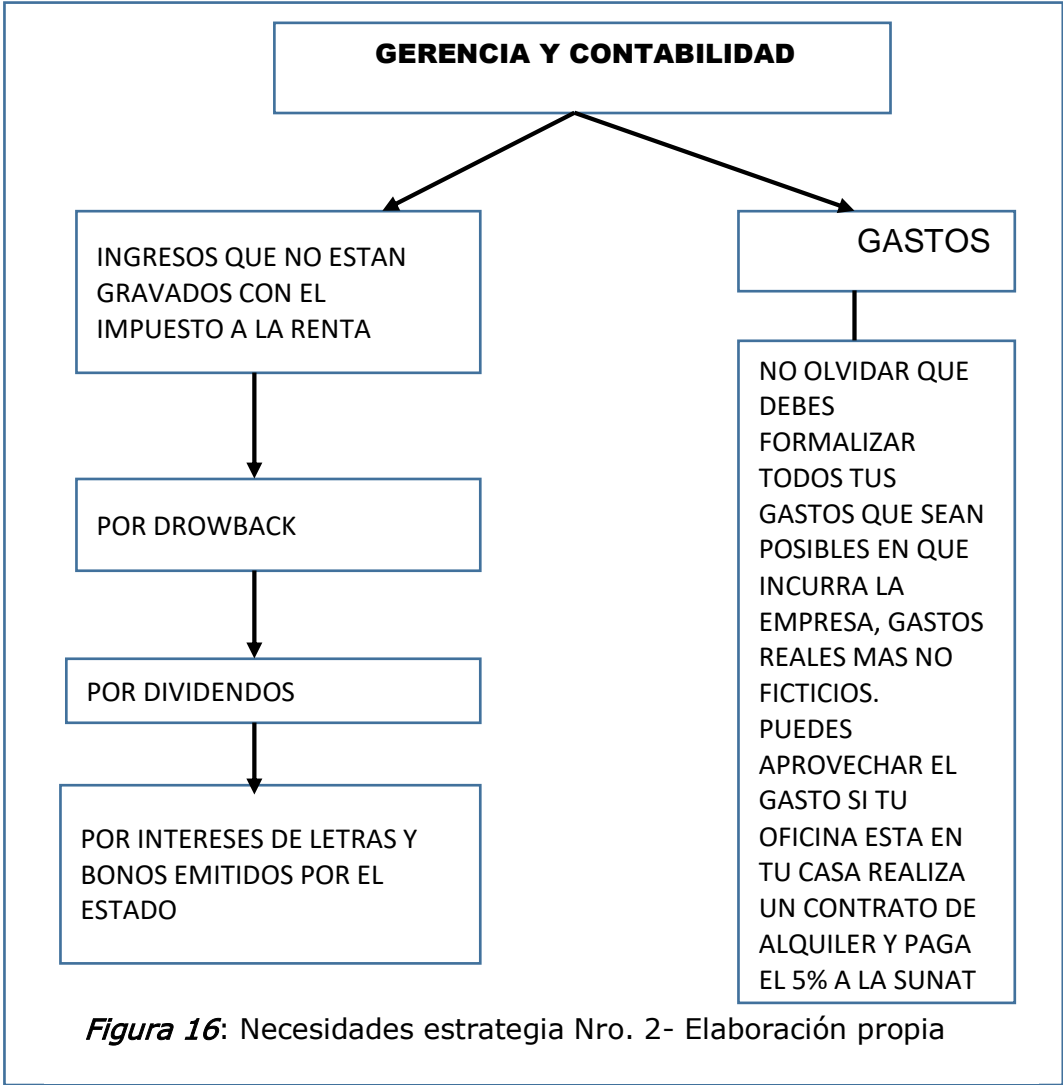 GERENCIA Y CONTABILIDAD
INGRESOS QUE NO ESTAN
GRAVADOS CON EL
IMPUESTO A LA RENTA
POR DROWBACK
POR DIVIDENDOS
POR INTERESES DE LETRAS Y
BONOS EMITIDOS POR EL
ESTADO
GASTOS
NO OLVIDAR QUE
DEBES
FORMALIZAR
TODOS TUS
GASTOS QUE SEAN
POSIBLES EN QUE
INCURRA LA
EMPRESA, GASTOS
REALES MAS NO
FICTICIOS.
PUEDES
APROVECHAR EL
GASTO SI TU
OFICINA ESTA EN
TU CASA REALIZA
UN CONTRATO DE
ALQUILER Y PAGA
EL 5% A LA SUNAT
Figura 16: Necesidades estrategia Nro. 2- Elaboración propia